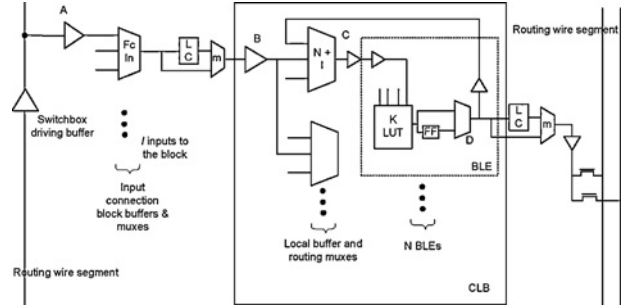 A
Fc
In
L
C
m
B
N +
I
C
K
LUT
FF
D
BLE
L
C
m
Routing wire segment
Switchbox
driving buffer
I inputs to
the block
Input
connection
block buffers &
muxes
Local buffer and
routing muxes
N BLEs
CLB
Routing wire segment